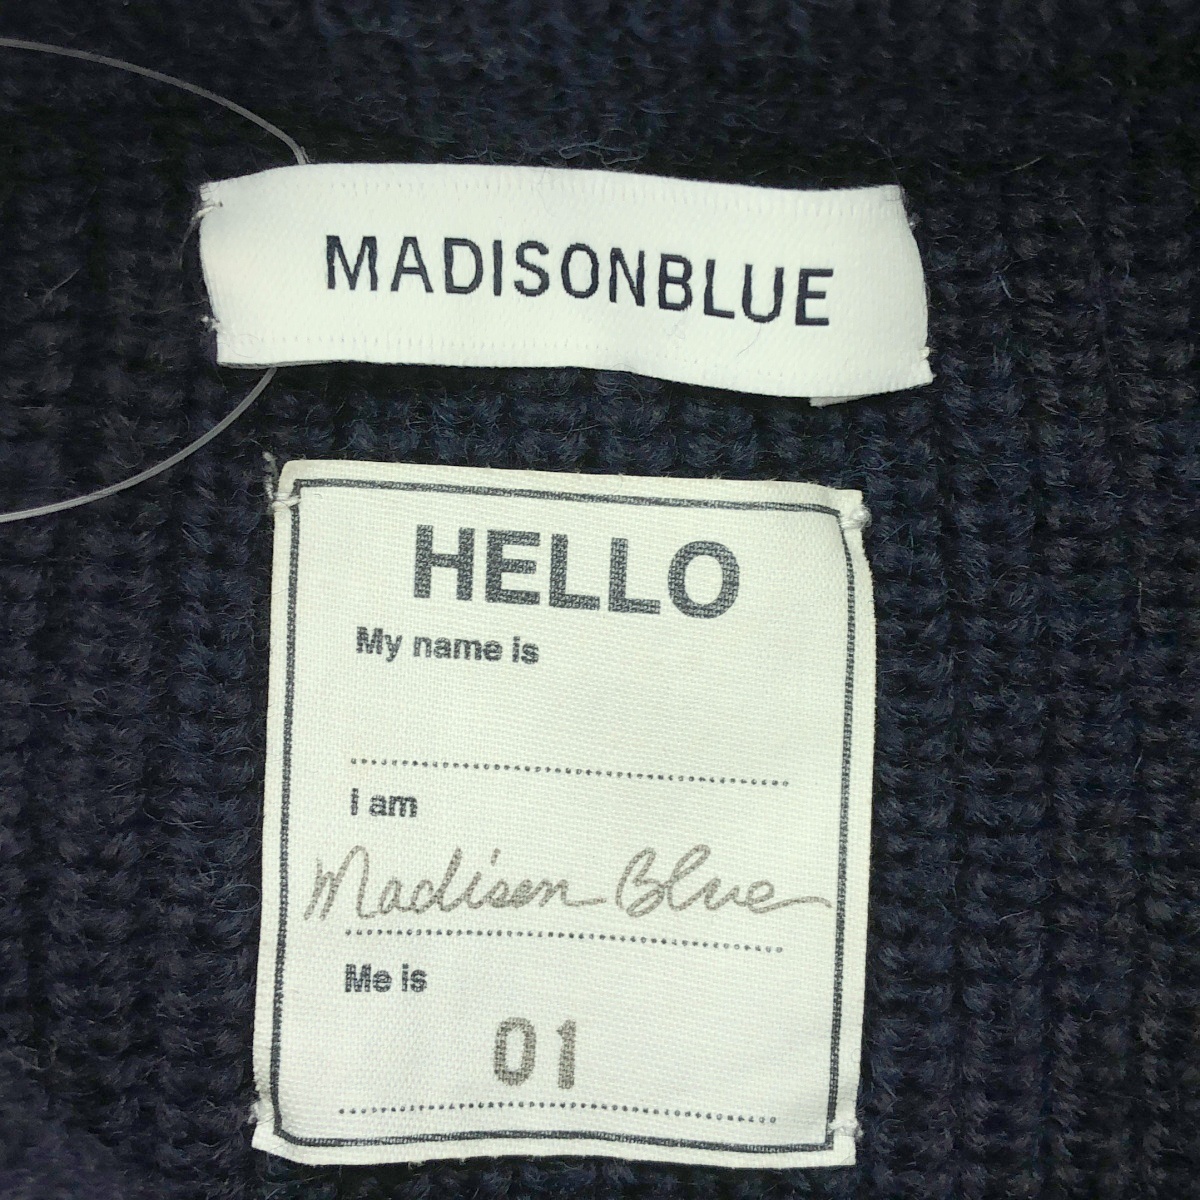 MADISONBLUE
HELLO
My name is
i am
Madison Blue
Me is
01